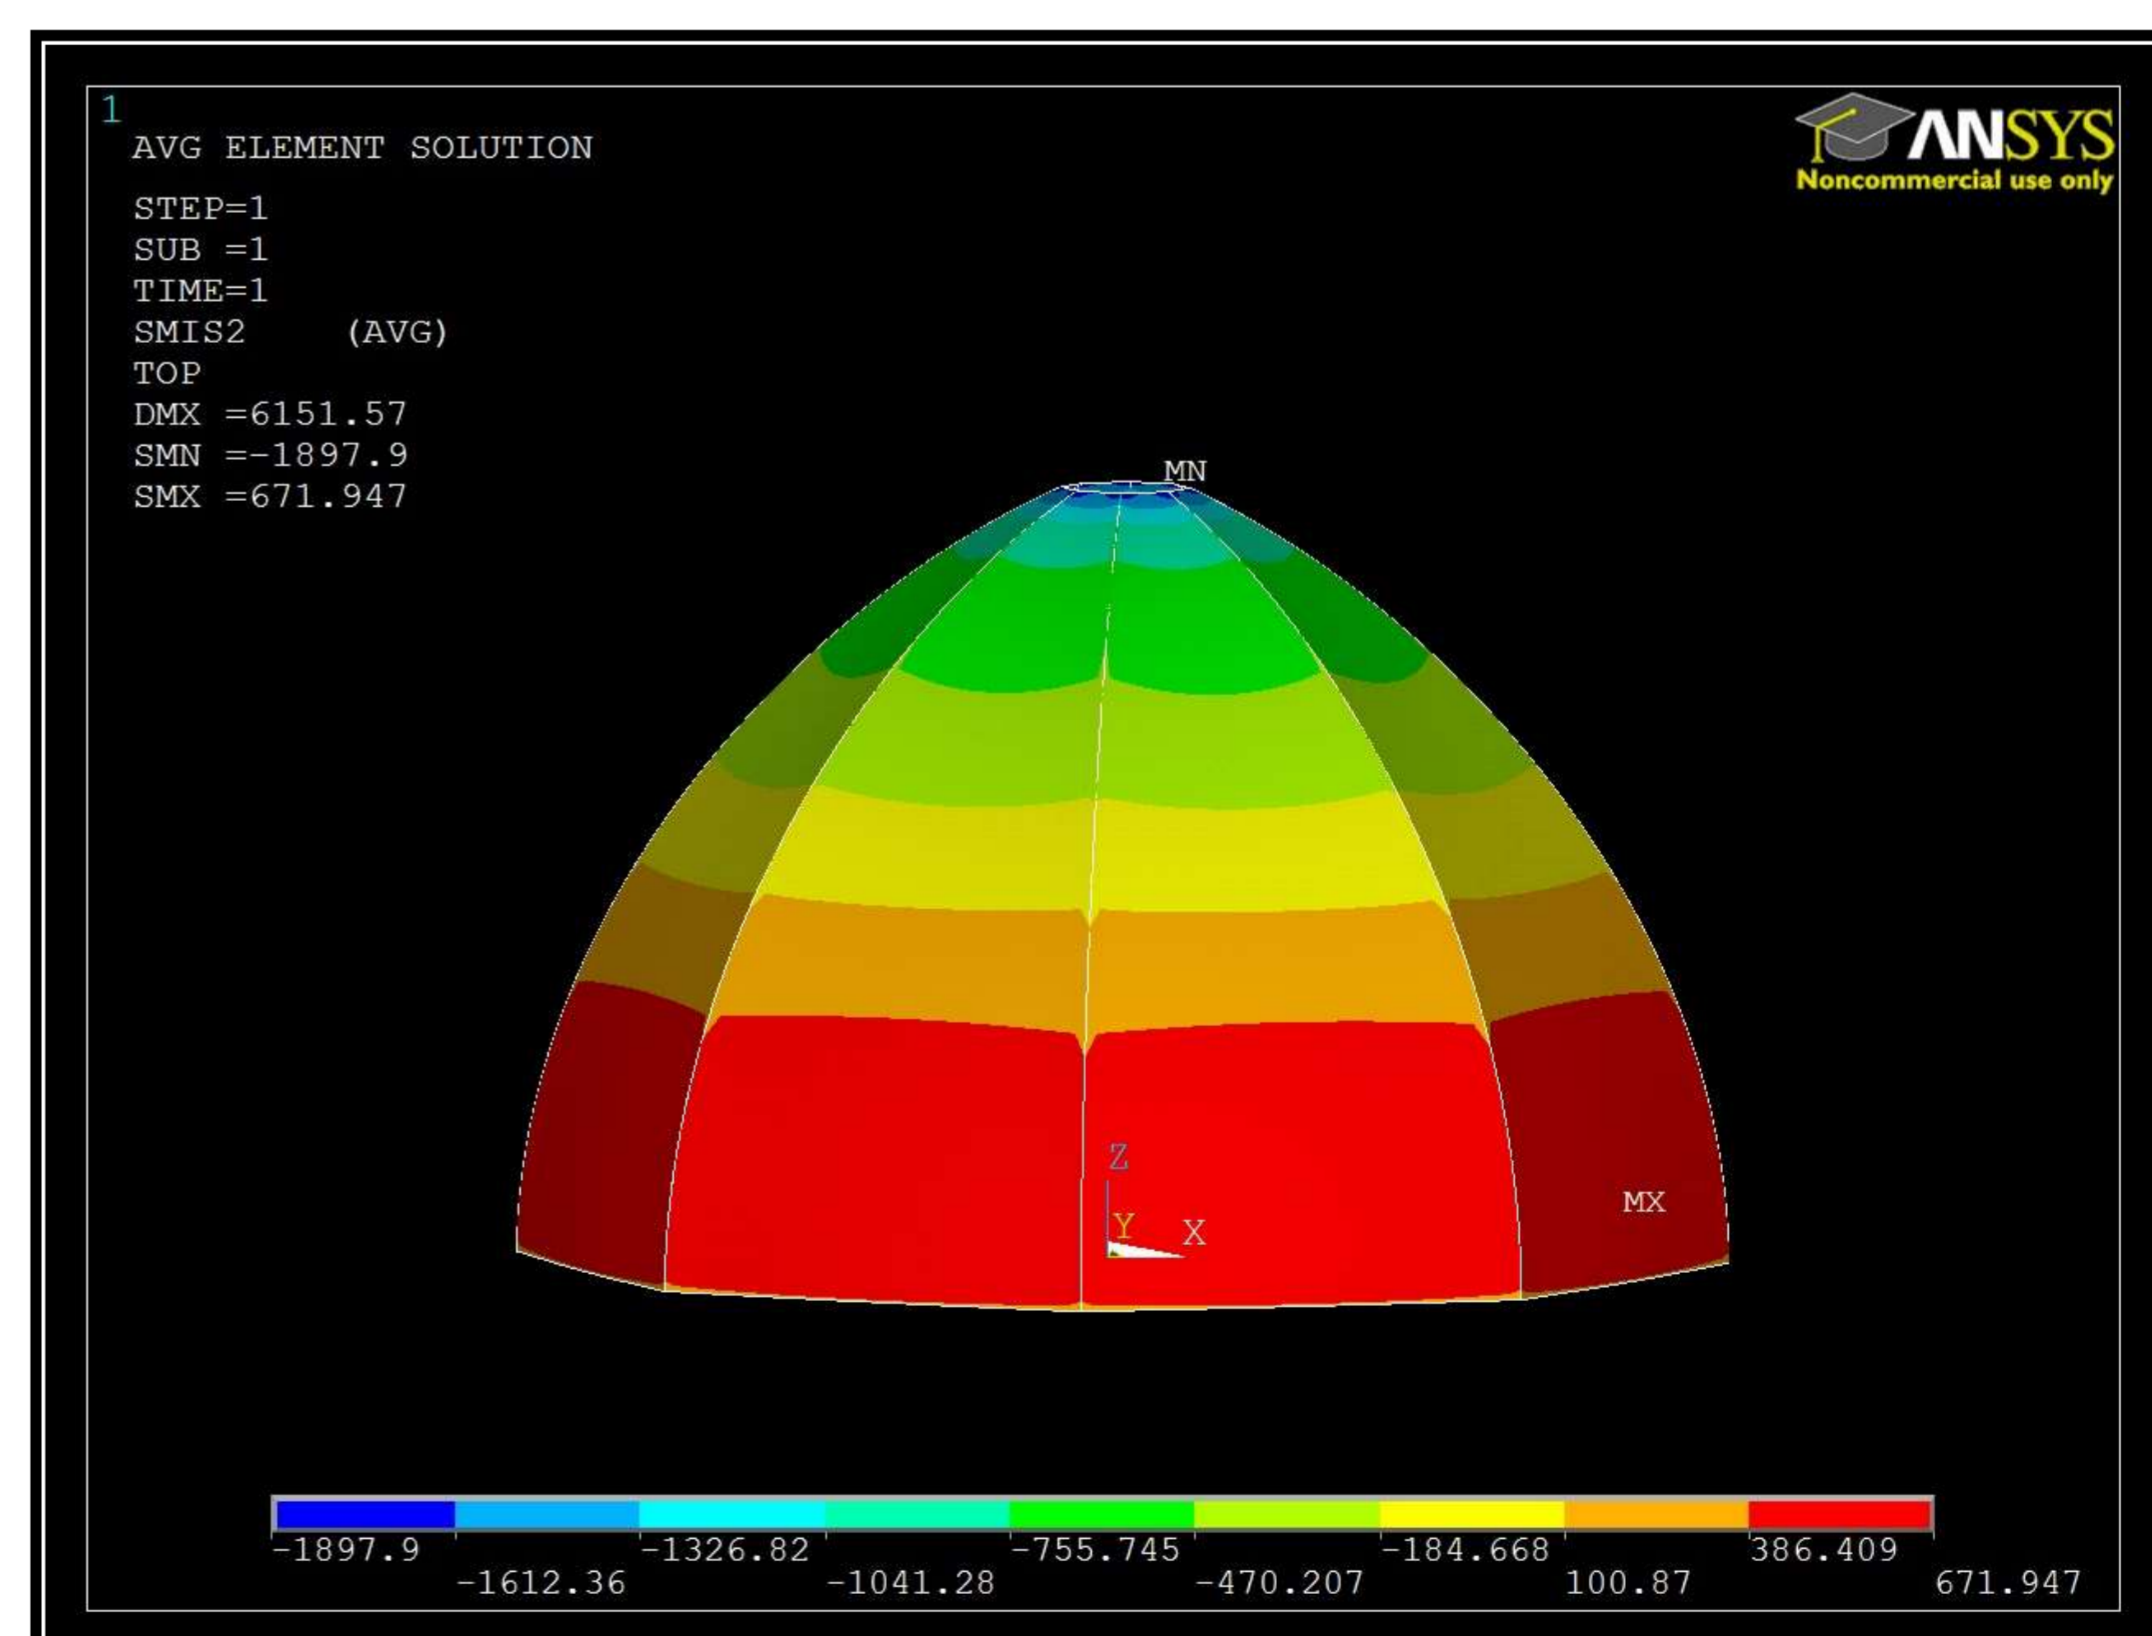 1
AVG ELEMENT SOLUTION
STEP=1
SUB =1
TIME=1
SMIS2 (AVG)
TOP
DMX =6151.57
SMN =-1897.9
SMX =671.947
ANSYS
Noncommercial use only
MN
Z
Y
X
MX
-1897.9 -1326.82 -755.745 -184.668 386.409
-1612.36 -1041.28 -470.207 100.87 671.947